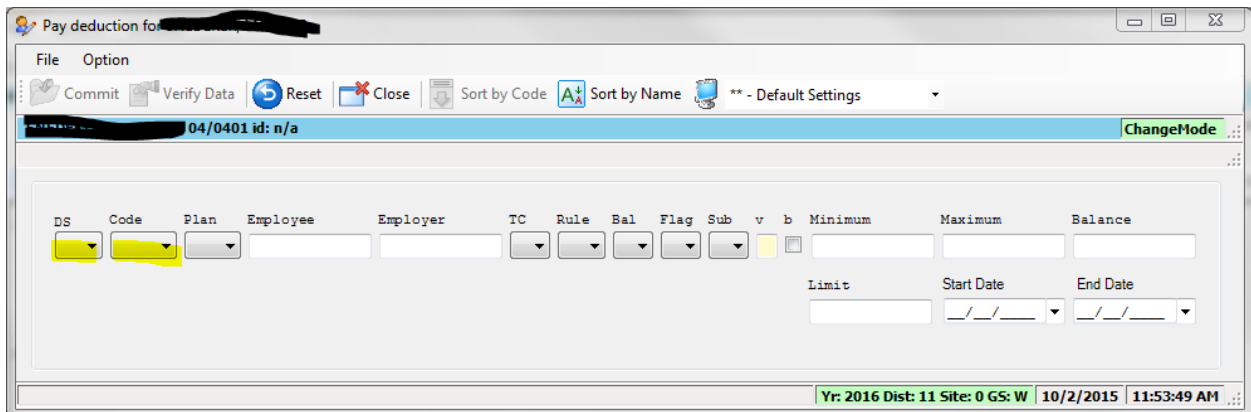 Pay deduction for
File Option
Commit Verify Data Reset Close Sort by Code Sort by Name ** - Default Settings
04/0401 id: n/a ChangeMode
DS Code Plan Employee Employer TC Rule Bal Flag Sub v b Minimum Maximum Balance
Limit Start Date End Date
__/__/____ __/__/____
Yr: 2016 Dist: 11 Site: 0 GS: W 10/2/2015 11:53:49 AM